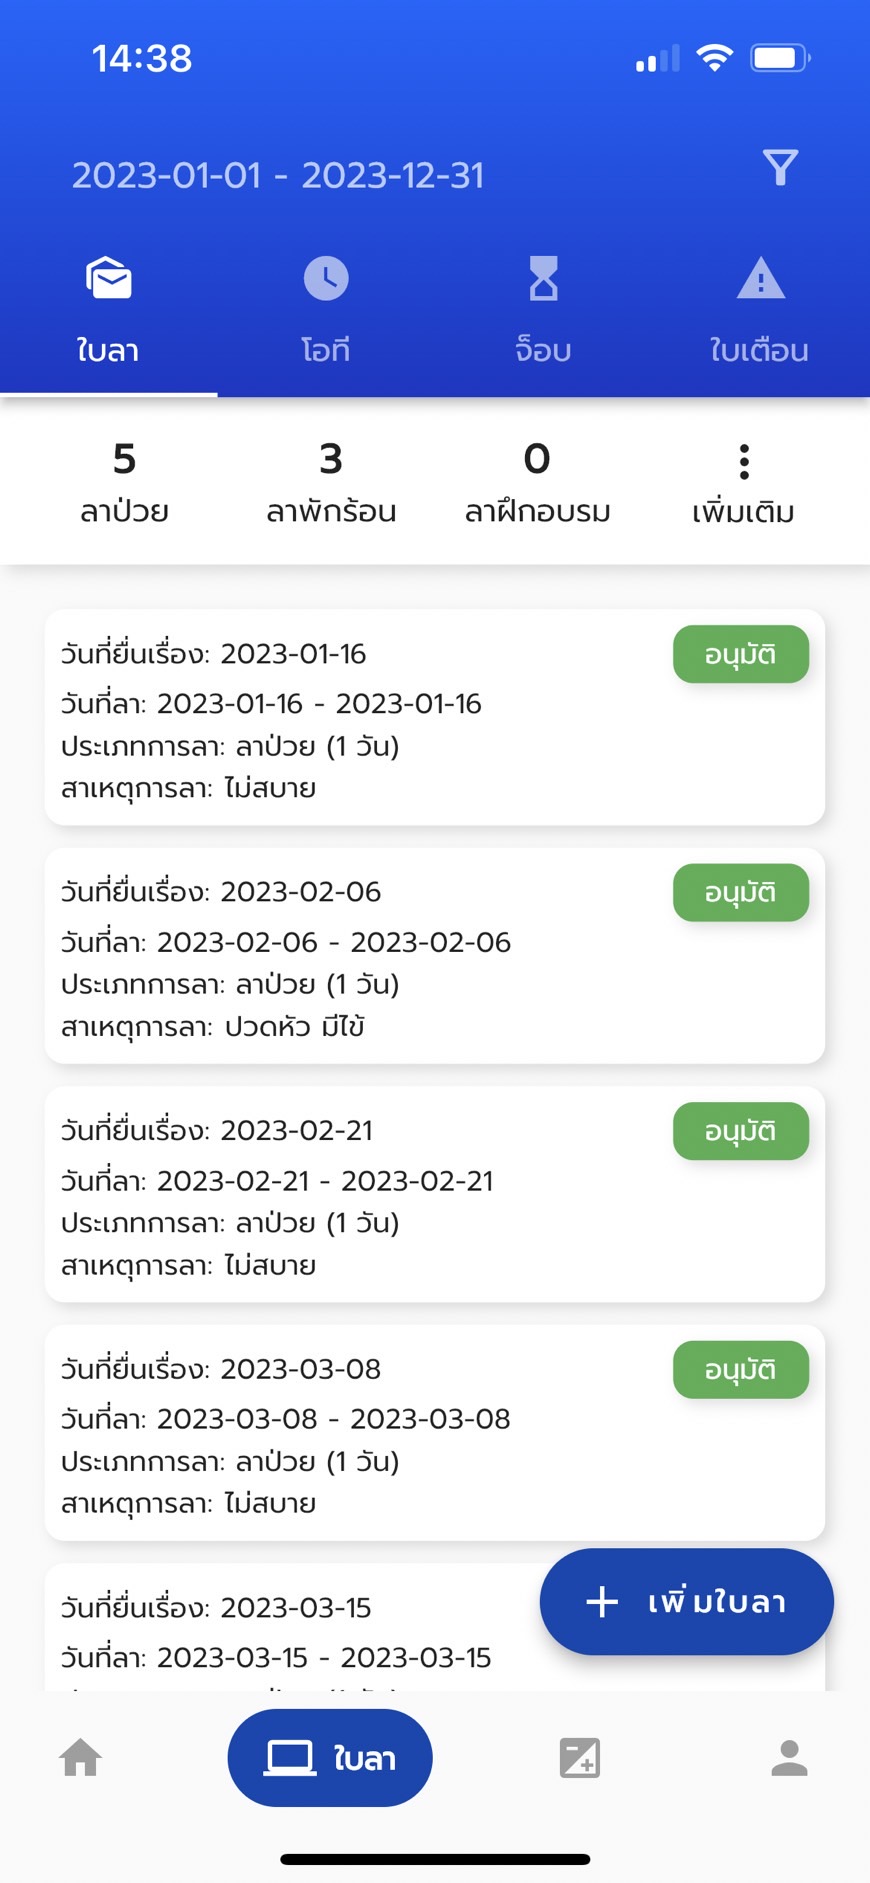 14:38
2023-01-01 - 2023-12-31
ใบลา โอที จ็อบ ใบเตือน
5 3 0
ลาป่วย ลาพักร้อน ลาฝึกอบรม เพิ่มเติม
วันที่ยื่นเรื่อง: 2023-01-16 อนุมัติ
วันที่ลา: 2023-01-16 - 2023-01-16
ประเภทการลา: ลาป่วย (1 วัน)
สาเหตุการลา: ไม่สบาย
วันที่ยื่นเรื่อง: 2023-02-06 อนุมัติ
วันที่ลา: 2023-02-06 - 2023-02-06
ประเภทการลา: ลาป่วย (1 วัน)
สาเหตุการลา: ปวดหัว มีไข้
วันที่ยื่นเรื่อง: 2023-02-21 อนุมัติ
วันที่ลา: 2023-02-21 - 2023-02-21
ประเภทการลา: ลาป่วย (1 วัน)
สาเหตุการลา: ไม่สบาย
วันที่ยื่นเรื่อง: 2023-03-08 อนุมัติ
วันที่ลา: 2023-03-08 - 2023-03-08
ประเภทการลา: ลาป่วย (1 วัน)
สาเหตุการลา: ไม่สบาย
วันที่ยื่นเรื่อง: 2023-03-15
+ เพิ่มใบลา
วันที่ลา: 2023-03-15 - 2023-03-15
ใบลา